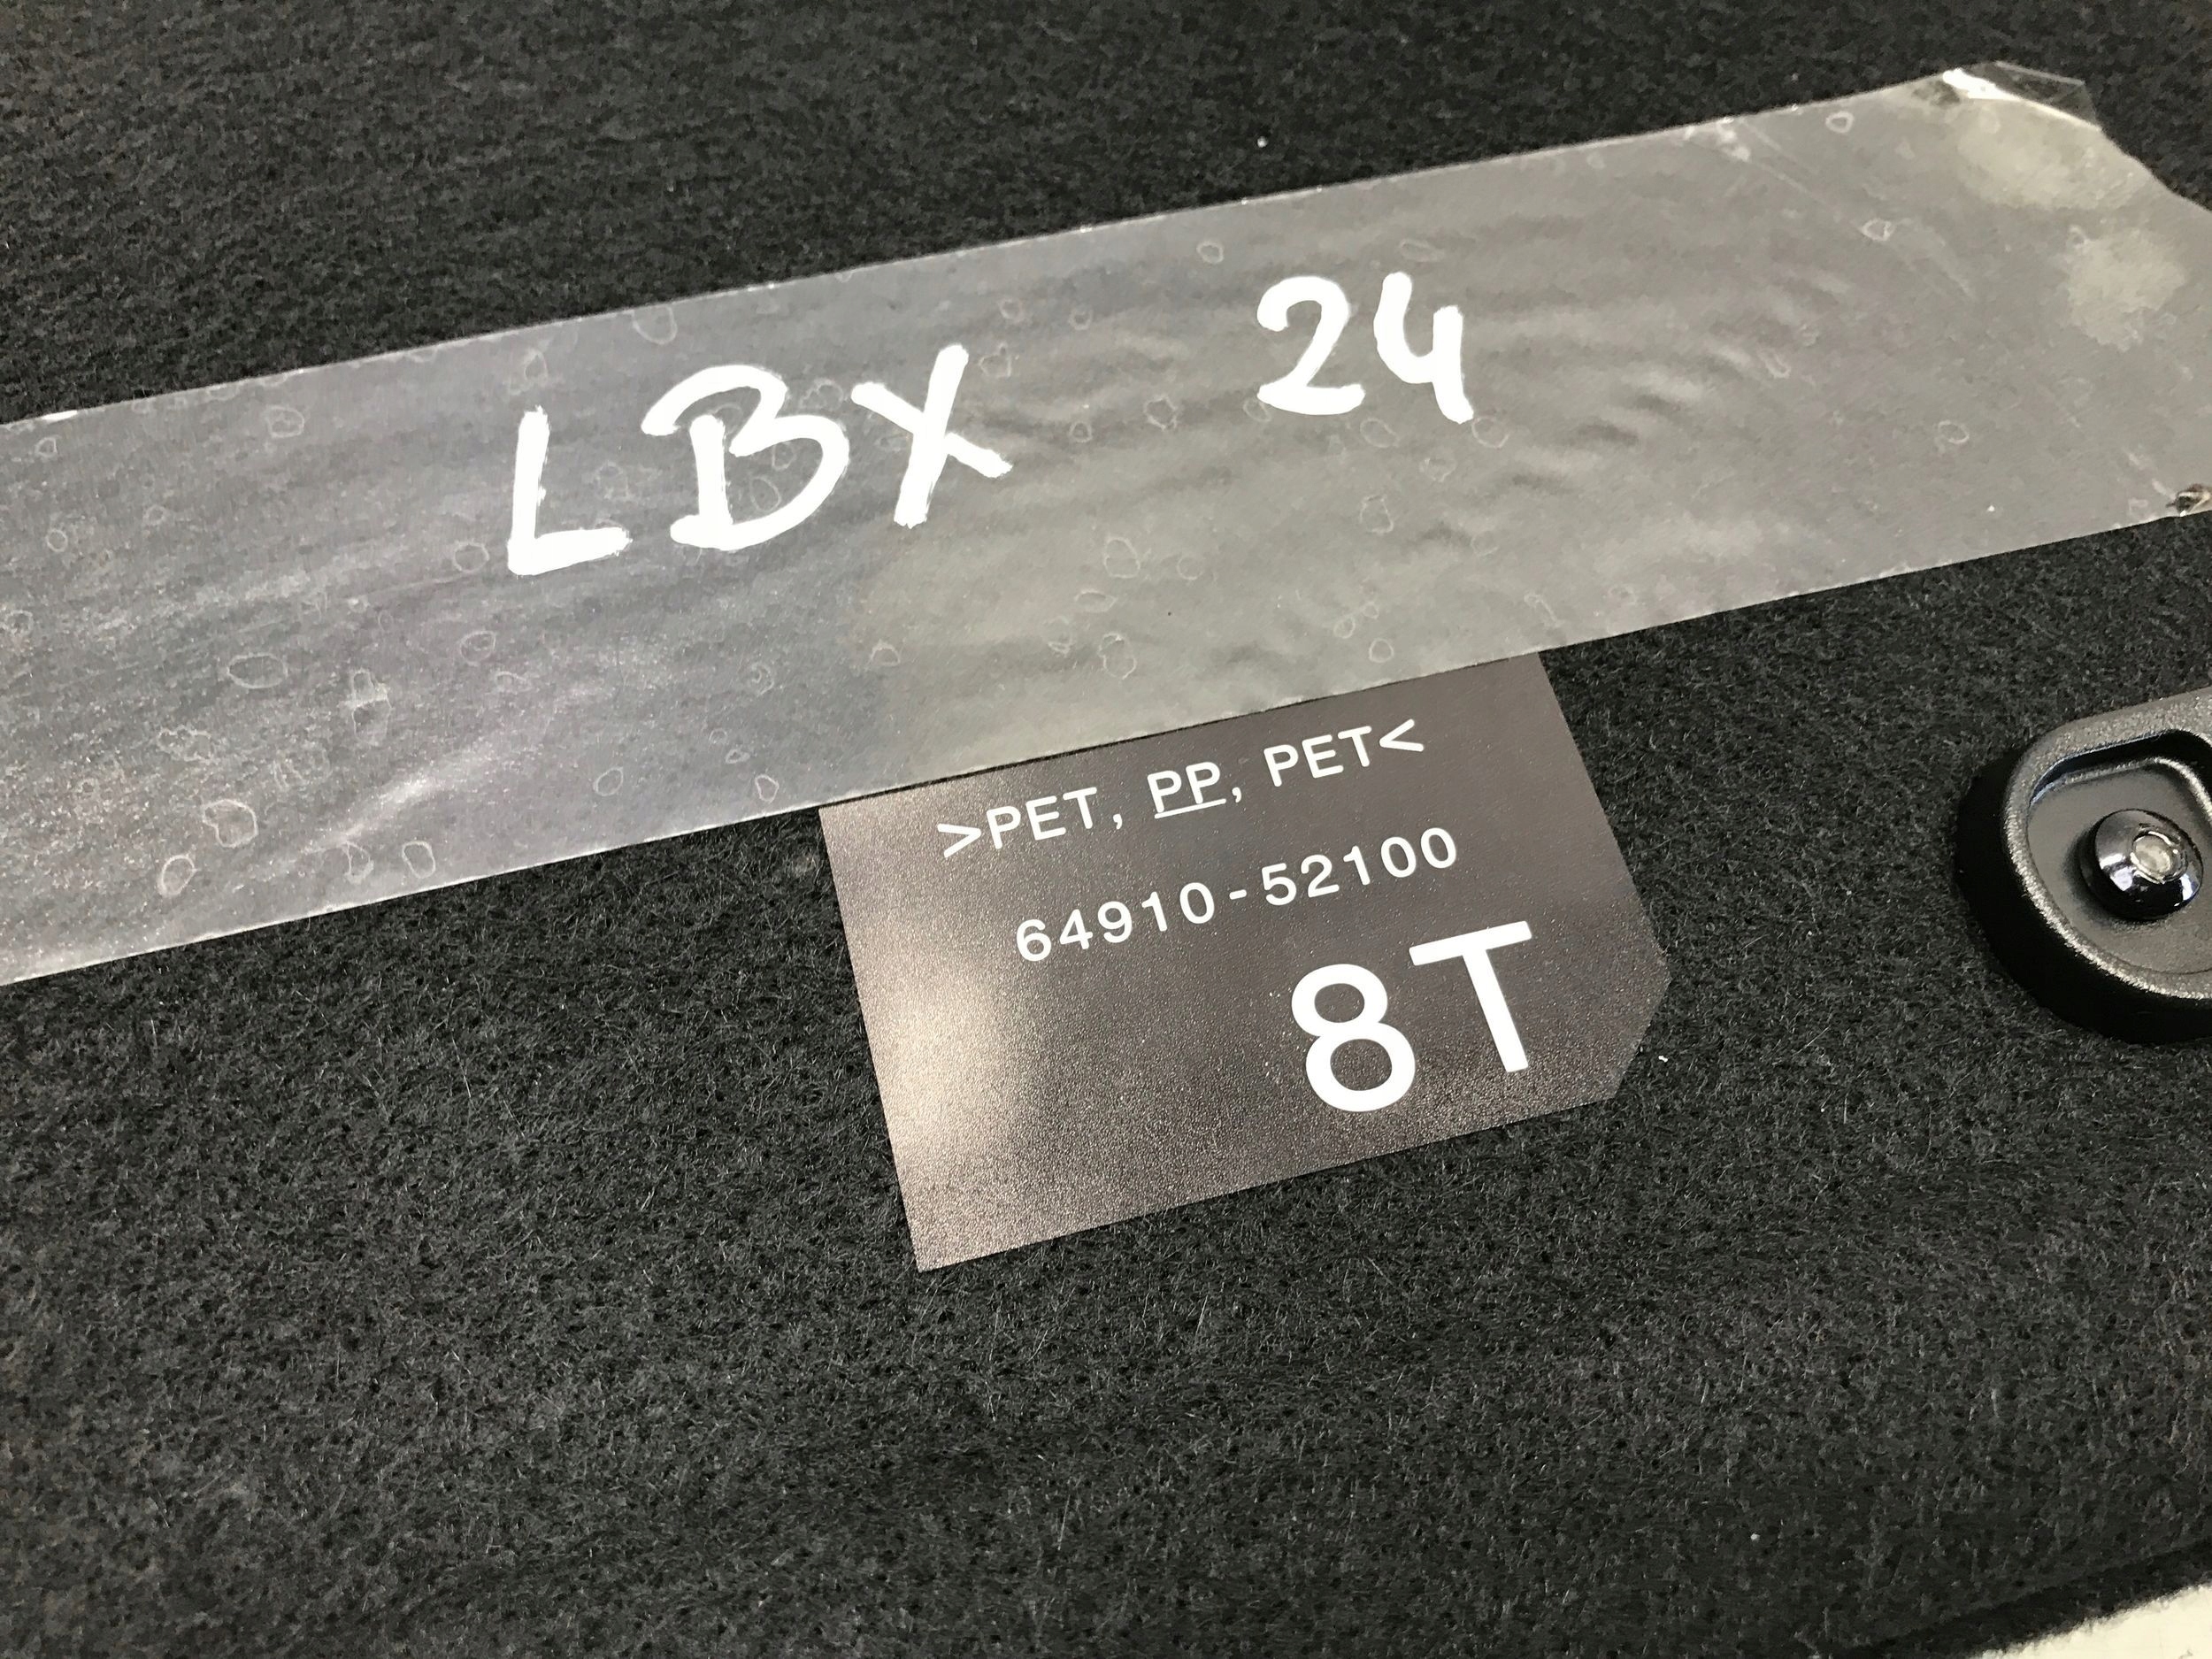 LBX 24
>PET, PP, PET<
64910-52100
8T